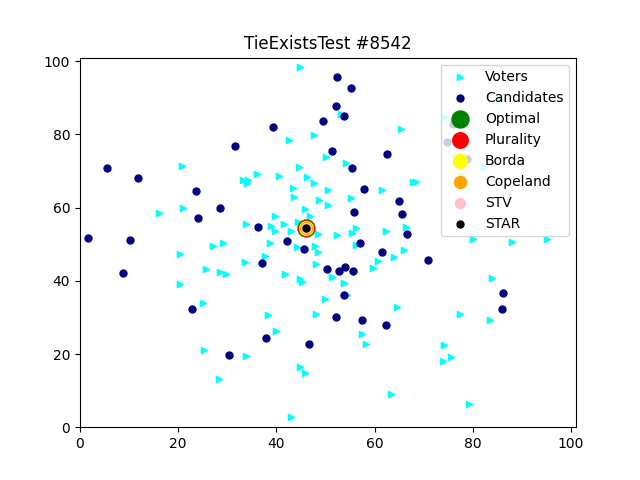 TieExistsTest #8542
100
80
60
40
20
0
0
20
40
60
80
100
Voters
Candidates
Optimal
Plurality
Borda
Copeland
STV
STAR